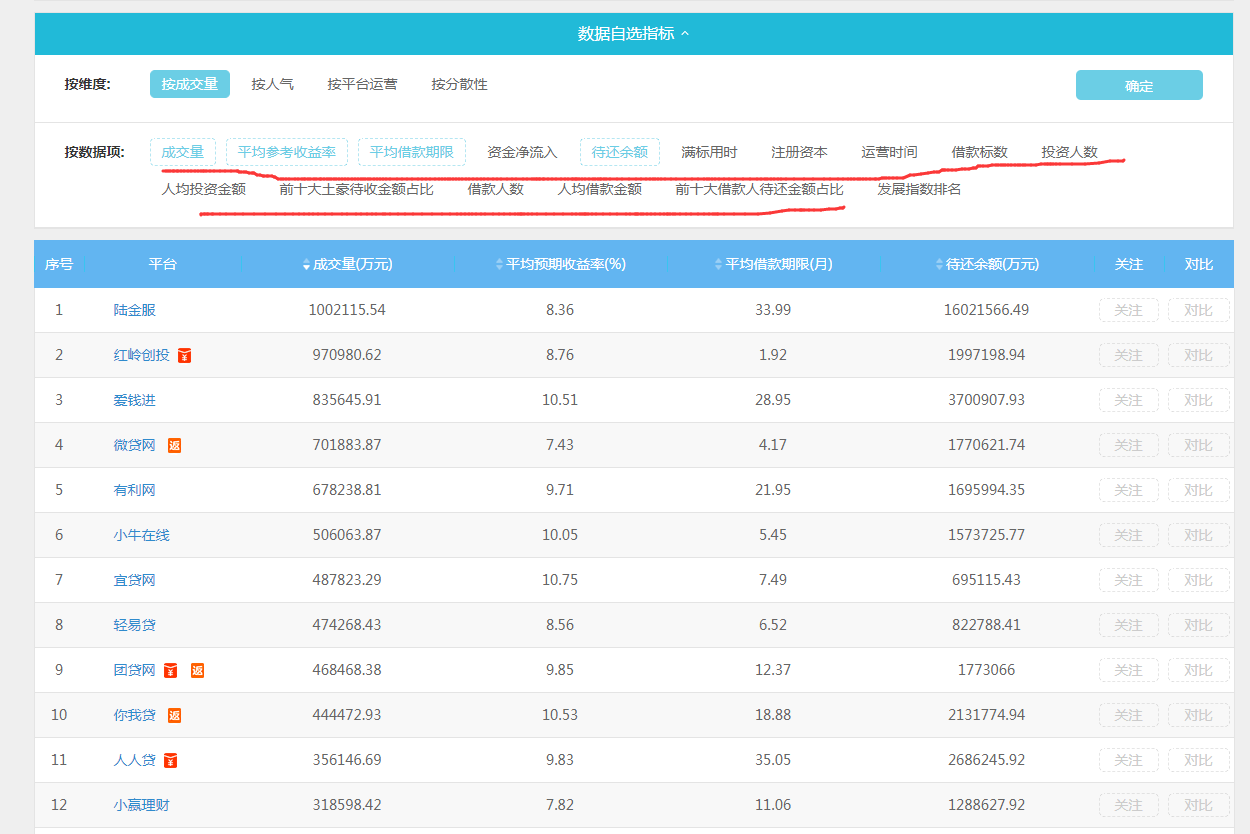 数据自选指标
按维度: 按成交量 按人气 按平台运营 按分散性 确定
按数据项: 成交量 平均参考收益率 平均借款期限 资金净流入 待还余额 满标用时 注册资本 运营时间 借款标数 投资人数
人均投资金额 前十大土豪待收金额占比 借款人数 人均借款金额 前十大借款人待还金额占比 发展指数排名
序号 平台 成交量(万元) 平均预期收益率(%) 平均借款期限(月) 待还余额(万元) 关注 对比
1 陆金服 1002115.54 8.36 33.99 16021566.49 关注 对比
2 红岭创投 ¥ 970980.62 8.76 1.92 1997198.94 关注 对比
3 爱钱进 835645.91 10.51 28.95 3700907.93 关注 对比
4 微贷网 返 701883.87 7.43 4.17 1770621.74 关注 对比
5 有利网 678238.81 9.71 21.95 1695994.35 关注 对比
6 小牛在线 506063.87 10.05 5.45 1573725.77 关注 对比
7 宜贷网 487823.29 10.75 7.49 695115.43 关注 对比
8 轻易贷 474268.43 8.56 6.52 822788.41 关注 对比
9 团贷网 ¥ 返 468468.38 9.85 12.37 1773066 关注 对比
10 你我贷 返 444472.93 10.53 18.88 2131774.94 关注 对比
11 人人贷 ¥ 356146.69 9.83 35.05 2686245.92 关注 对比
12 小赢理财 318598.42 7.82 11.06 1288627.92 关注 对比